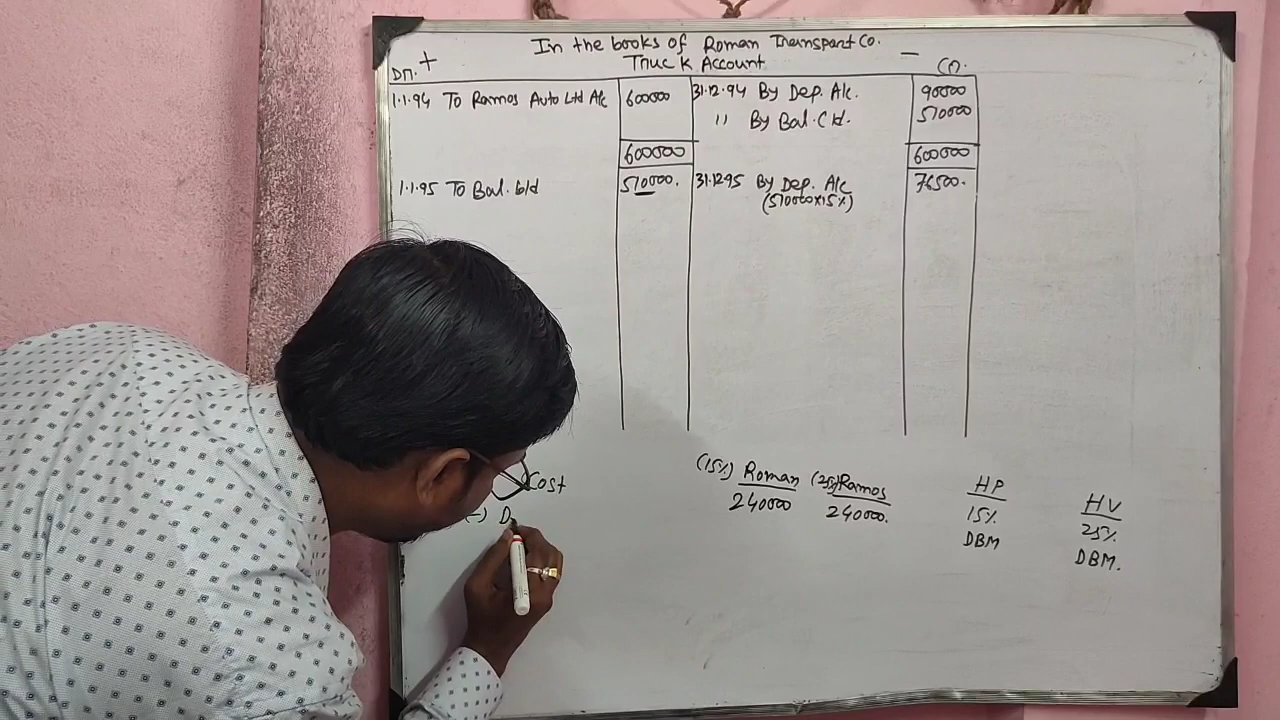 In the books of Roman Transport Co.
Truck Account
Dr. +
− Cr.
1.1.94 To Ramos Auto Ltd A/c 600000 31.12.94 By Dep. A/c. 90000
" By Bal. C/d. 510000
600000 600000
1.1.95 To Bal. b/d 510000. 31.12.95 By Dep. A/c 76500.
(510000×15%)
Cost
(-) D
(15%) Roman (25%) Ramos
240000 240000.
HP
15%
DBM
HV
25%
DBM.